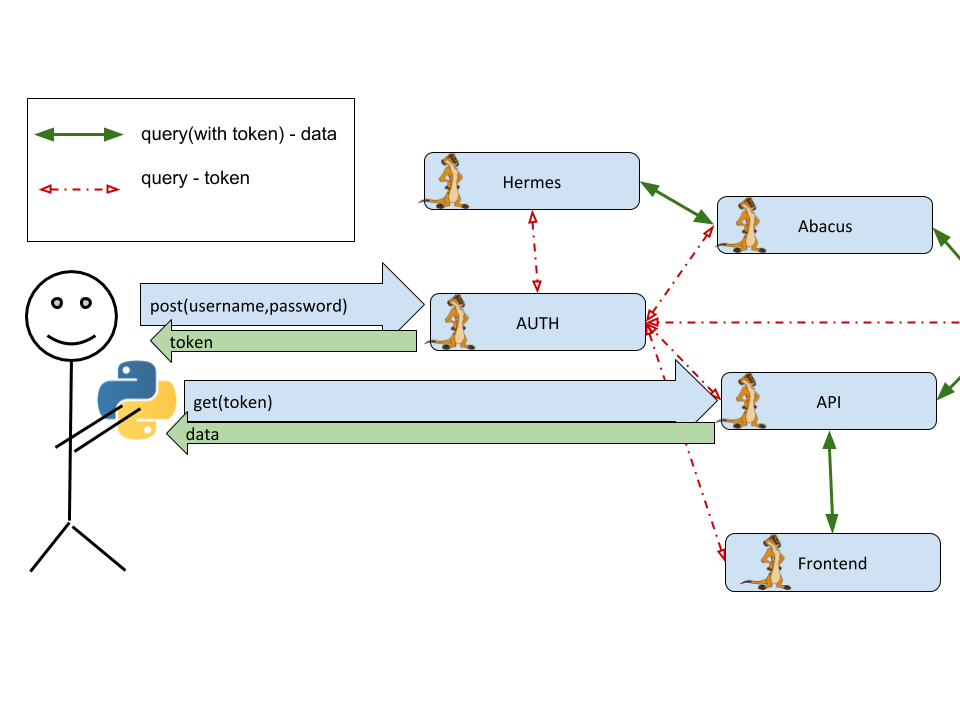 query(with token) - data
query - token
Hermes
Abacus
post(username,password)
AUTH
token
get(token)
API
data
Frontend